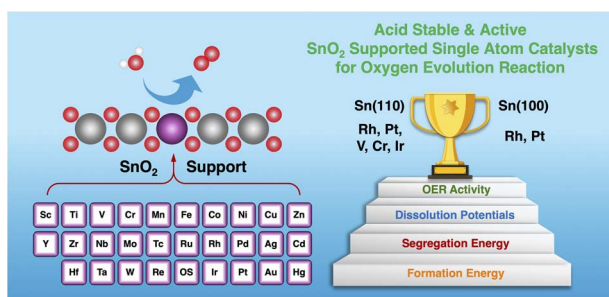 Acid Stable & Active
SnO2 Supported Single Atom Catalysts
for Oxygen Evolution Reaction
Sn(110)
Rh, Pt,
V, Cr, Ir
Sn(100)
Rh, Pt
SnO2 Support
Sc Ti V Cr Mn Fe Co Ni Cu Zn
Y Zr Nb Mo Tc Ru Rh Pd Ag Cd
Hf Ta W Re OS Ir Pt Au Hg
OER Activity
Dissolution Potentials
Segregation Energy
Formation Energy